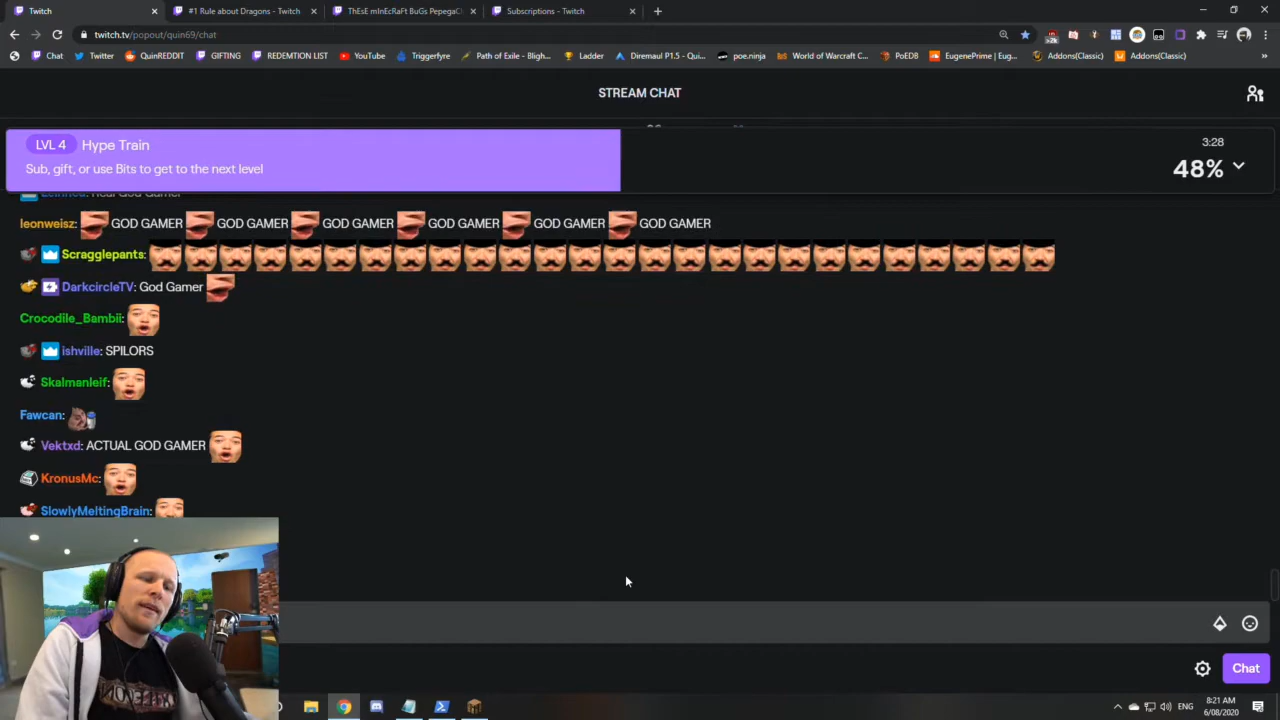 Twitch
#1 Rule about Dragons - Twitch
ThEsE mInEcRaFt BuGs PepegaC
Subscriptions - Twitch
twitch.tv/popout/quin69/chat
Chat
Twitter
QuinREDDIT
GIFTING
REDEMTION LIST
YouTube
Triggerfyre
Path of Exile - Bligh...
Ladder
Diremaul P1.5 - Qui...
poe.ninja
World of Warcraft C...
PoEDB
EugenePrime | Eug...
Addons(Classic)
Addons(Classic)
STREAM CHAT
LVL 4 Hype Train
Sub, gift, or use Bits to get to the next level
3:28
48%
leonweisz: GOD GAMER GOD GAMER GOD GAMER GOD GAMER GOD GAMER GOD GAMER
Scragglepants:
DarkcircleTV: God Gamer
Crocodile_Bambii:
ishville: SPILORS
Skalmanleif:
Fawcan:
Vektxd: ACTUAL GOD GAMER
KronusMc:
SlowlyMeltingBrain:
Chat
ENG
8:21 AM
6/08/2020